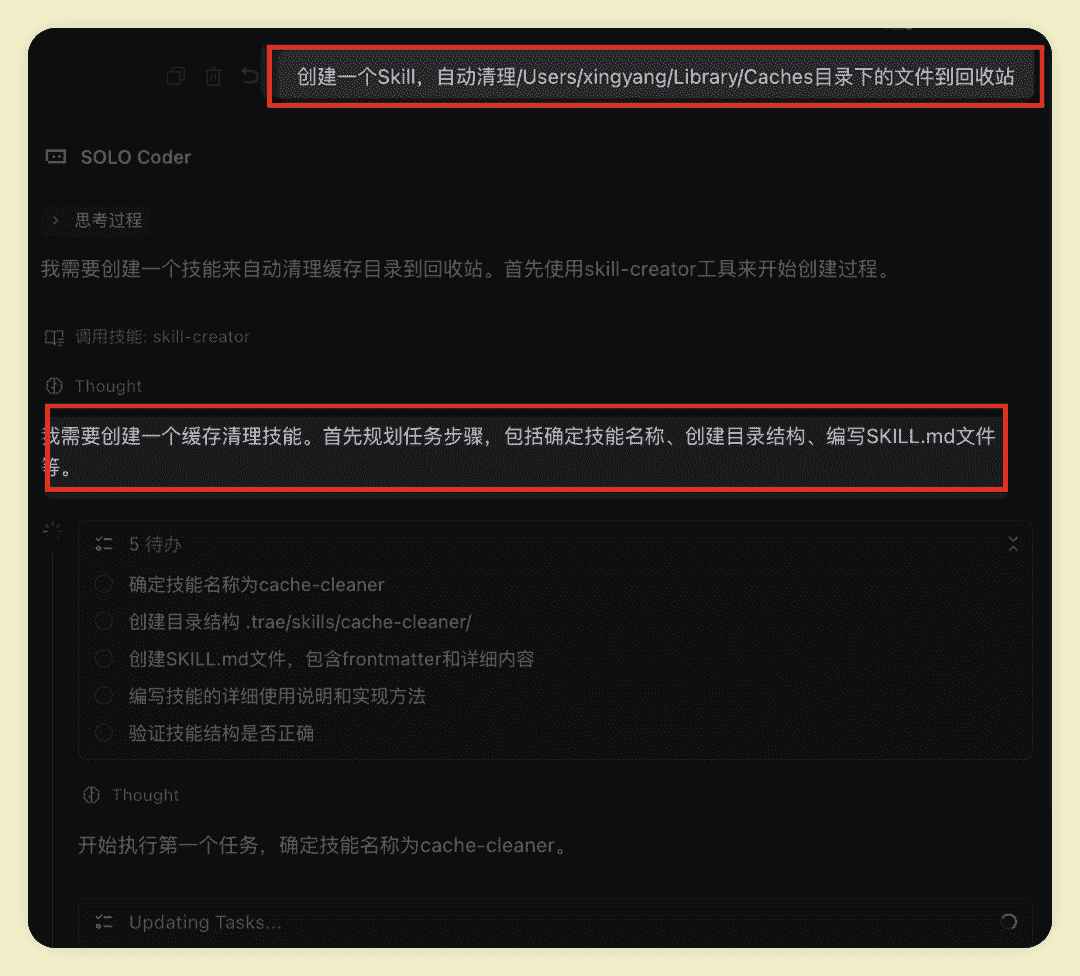 创建一个Skill，自动清理/Users/xingyang/Library/Caches目录下的文件到回收站
SOLO Coder
思考过程
我需要创建一个技能来自动清理缓存目录到回收站。首先使用skill-creator工具来开始创建过程。
调用技能: skill-creator
Thought
我需要创建一个缓存清理技能。首先规划任务步骤，包括确定技能名称、创建目录结构、编写SKILL.md文件
等。
5 待办
确定技能名称为cache-cleaner
创建目录结构 .trae/skills/cache-cleaner/
创建SKILL.md文件，包含frontmatter和详细内容
编写技能的详细使用说明和实现方法
验证技能结构是否正确
Thought
开始执行第一个任务，确定技能名称为cache-cleaner。
Updating Tasks...